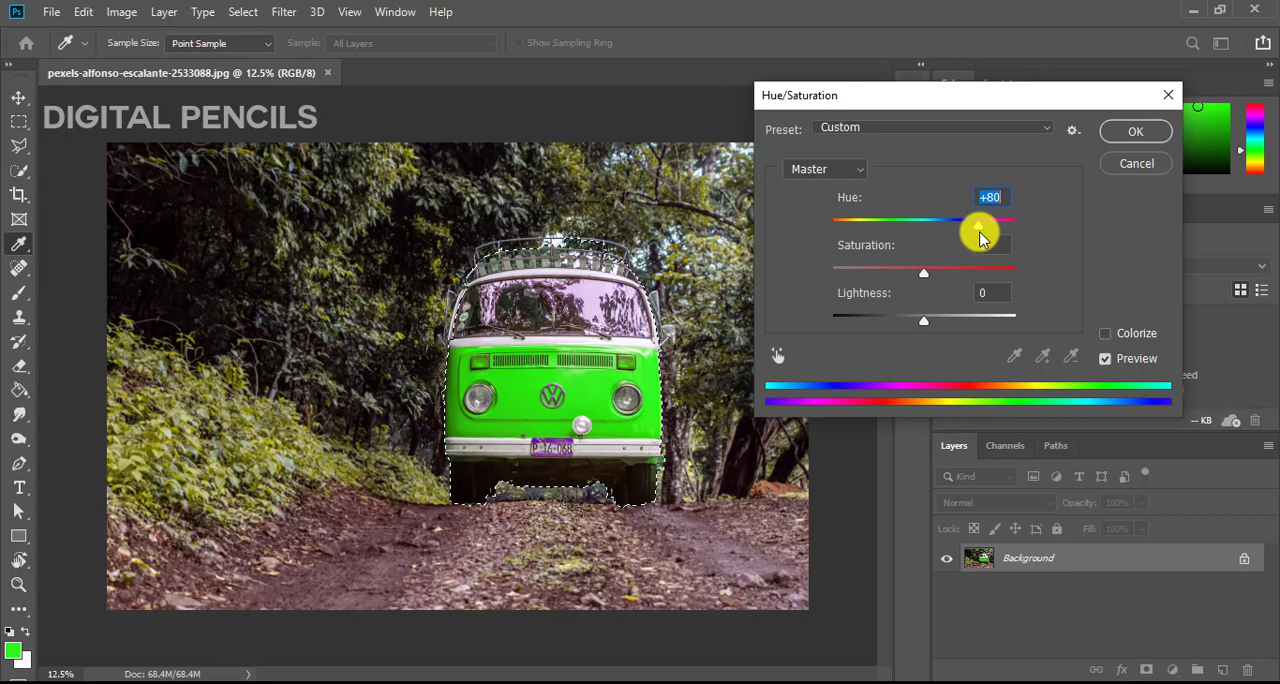 Ps File Edit Image Layer Type Select Filter 3D View Window Help
Sample Size: Point Sample Sample: All Layers Show Sampling Ring
pexels-alfonso-escalante-2533088.jpg @ 12.5% (RGB/8) ×
DIGITAL PENCILS
Hue/Saturation
Preset: Custom
OK
Master
Cancel
Hue: +80
Saturation:
Lightness: 0
Colorize
Preview
-- KB
Layers Channels Paths
Kind
Normal Opacity: 100%
Lock: Fill: 100%
Background
VW
12.5% Doc: 68.4M/68.4M